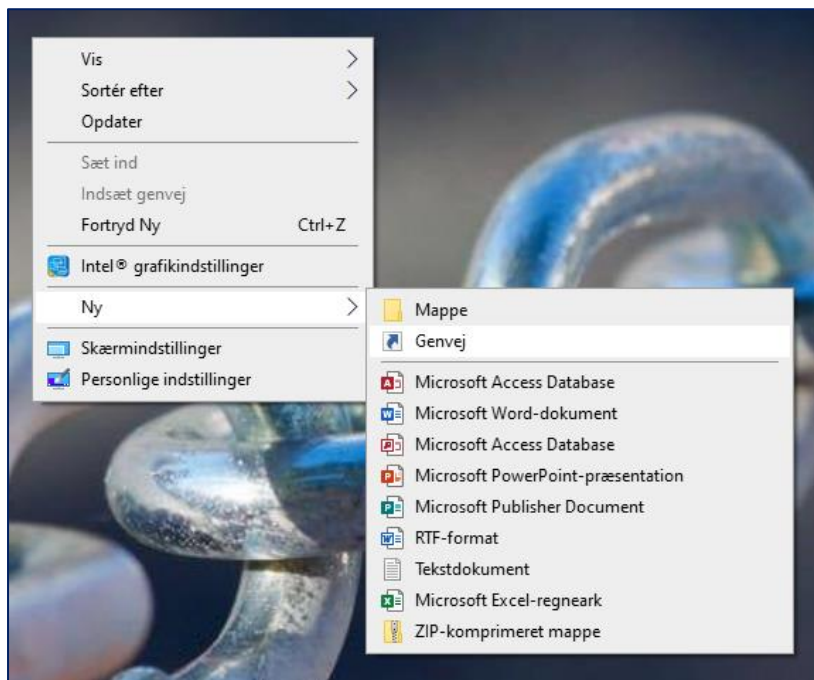 Vis
Sortér efter
Opdater
Sæt ind
Indsæt genvej
Fortryd Ny Ctrl+Z
Intel® grafikindstillinger
Ny
Skærmindstillinger
Personlige indstillinger
Mappe
Genvej
Microsoft Access Database
Microsoft Word-dokument
Microsoft Access Database
Microsoft PowerPoint-præsentation
Microsoft Publisher Document
RTF-format
Tekstdokument
Microsoft Excel-regneark
ZIP-komprimeret mappe